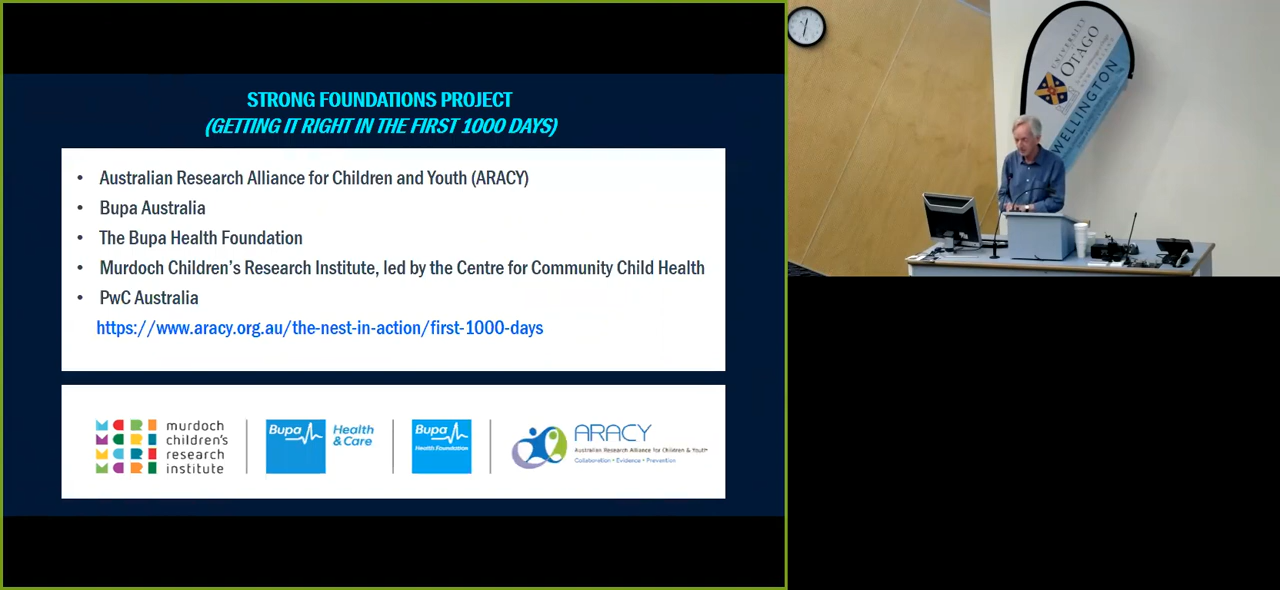 STRONG FOUNDATIONS PROJECT
(GETTING IT RIGHT IN THE FIRST 1000 DAYS)
• Australian Research Alliance for Children and Youth (ARACY)
• Bupa Australia
• The Bupa Health Foundation
• Murdoch Children's Research Institute, led by the Centre for Community Child Health
• PwC Australia
https://www.aracy.org.au/the-nest-in-action/first-1000-days
murdoch
children's
research
institute
Bupa
Health
& Care
Bupa
Health Foundation
ARACY
Australian Research Alliance for Children & Youth
Collaboration • Evidence • Prevention
UNIVERSITY
OTAGO
WELLINGTON